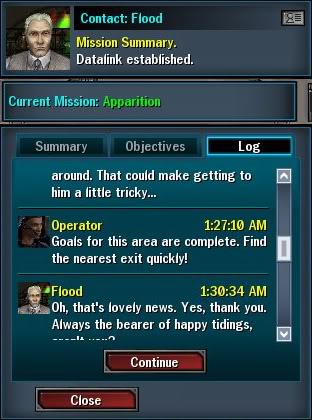 Contact: Flood
Mission Summary.
Datalink established.
Current Mission: Apparition
Summary
Objectives
Log
around. That could make getting to
him a little tricky...
Operator 1:27:10 AM
Goals for this area are complete. Find
the nearest exit quickly!
Flood 1:30:34 AM
Oh, that's lovely news. Yes, thank you.
Always the bearer of happy tidings,
aren't you?
Continue
Close